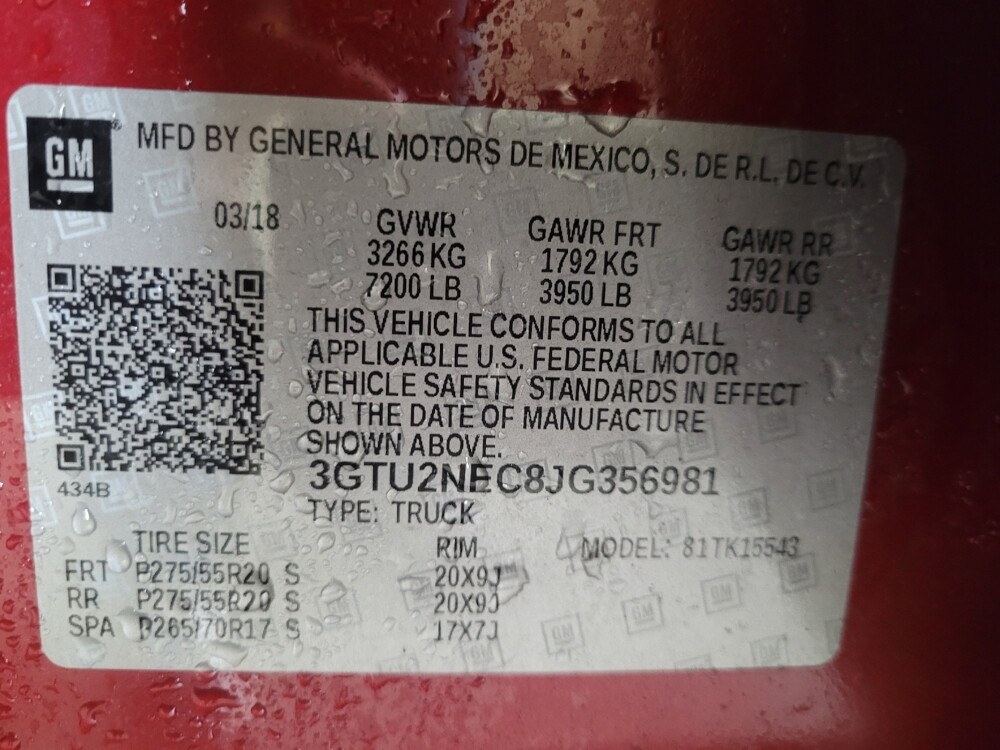 GM
MFD BY GENERAL MOTORS DE MEXICO, S. DE R.L. DE C.V.
03/18 GVWR GAWR FRT GAWR RR
3266 KG 1792 KG 1792 KG
7200 LB 3950 LB 3950 LB
THIS VEHICLE CONFORMS TO ALL
APPLICABLE U.S. FEDERAL MOTOR
VEHICLE SAFETY STANDARDS IN EFFECT
ON THE DATE OF MANUFACTURE
SHOWN ABOVE.
3GTU2NEC8JG356981
434B
TYPE: TRUCK
TIRE SIZE RIM MODEL: 81TK15543
FRT P275/55R20 S 20X9J
RR P275/55R20 S 20X9J
SPA P265/70R17 S 17X7J